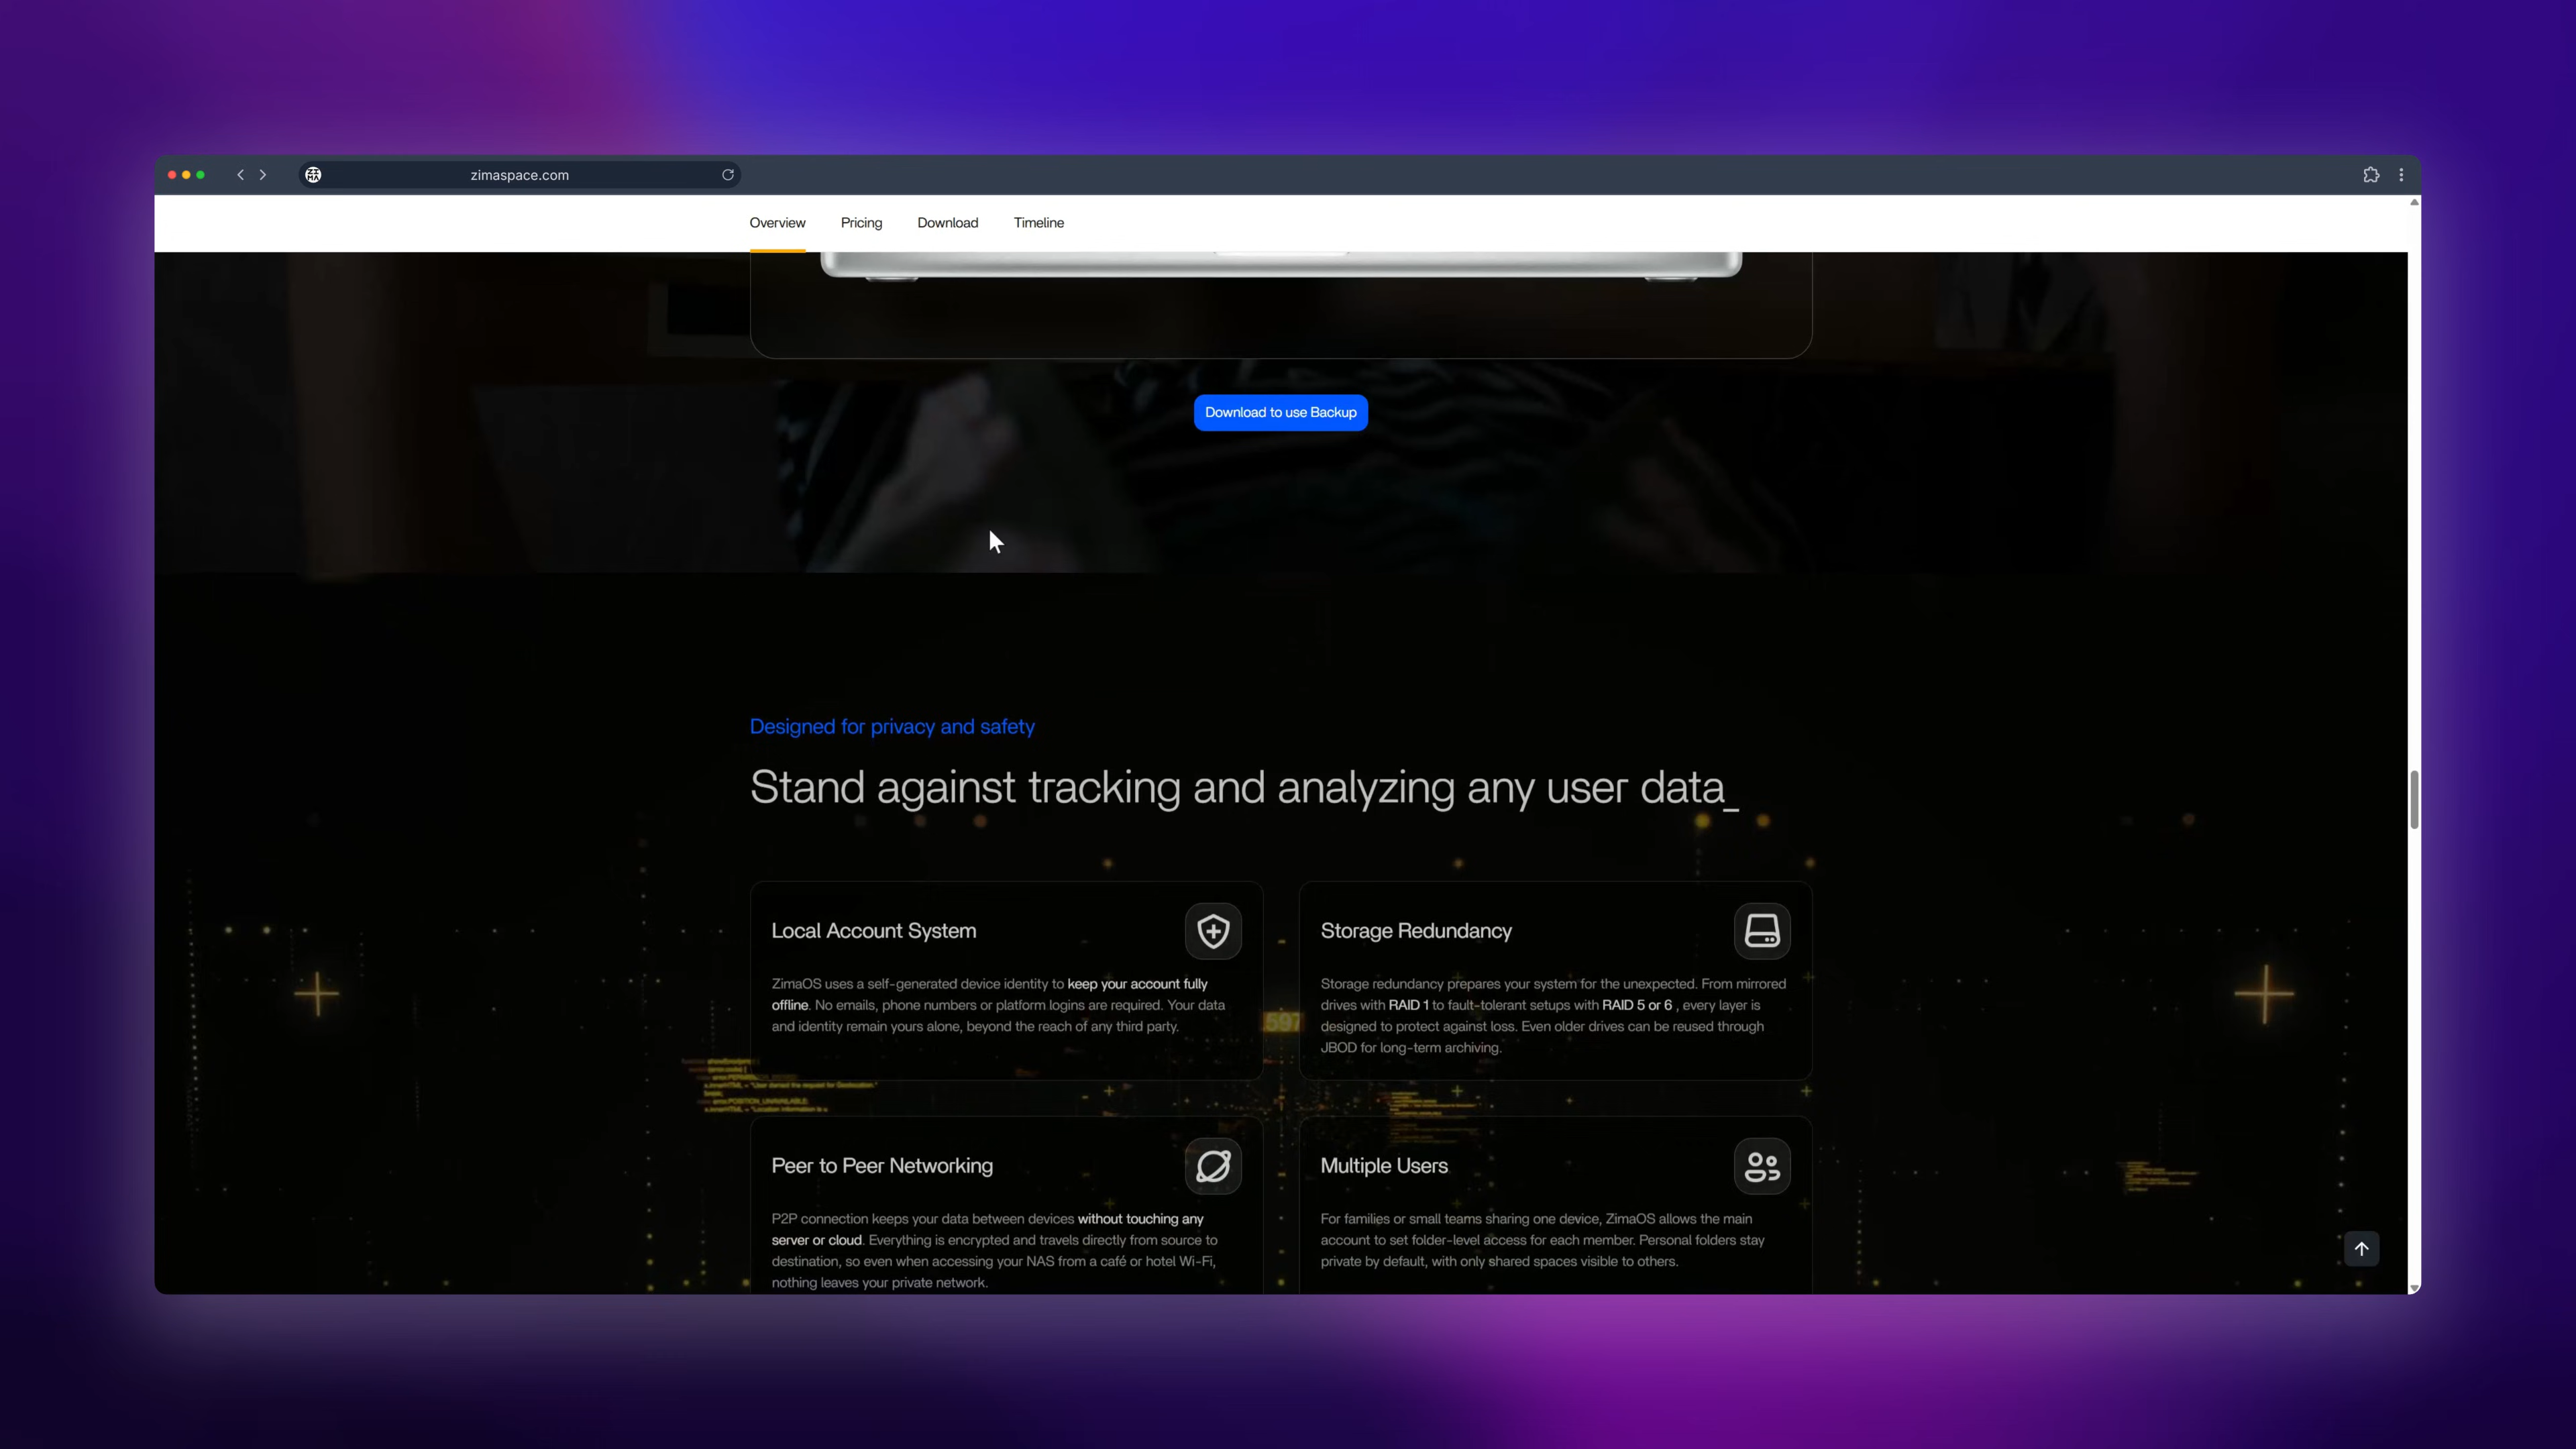 zimaspace.com
Overview
Pricing
Download
Timeline
Download to use Backup
Designed for privacy and safety
Stand against tracking and analyzing any user data_
Local Account System
ZimaOS uses a self-generated device identity to keep your account fully
offline. No emails, phone numbers or platform logins are required. Your data
and identity remain yours alone, beyond the reach of any third party.
Storage Redundancy
Storage redundancy prepares your system for the unexpected. From mirrored
drives with RAID 1 to fault-tolerant setups with RAID 5 or 6 , every layer is
designed to protect against loss. Even older drives can be reused through
JBOD for long-term archiving.
597
Peer to Peer Networking
P2P connection keeps your data between devices without touching any
server or cloud. Everything is encrypted and travels directly from source to
destination, so even when accessing your NAS from a café or hotel Wi-Fi,
nothing leaves your private network.
Multiple Users
For families or small teams sharing one device, ZimaOS allows the main
account to set folder-level access for each member. Personal folders stay
private by default, with only shared spaces visible to others.